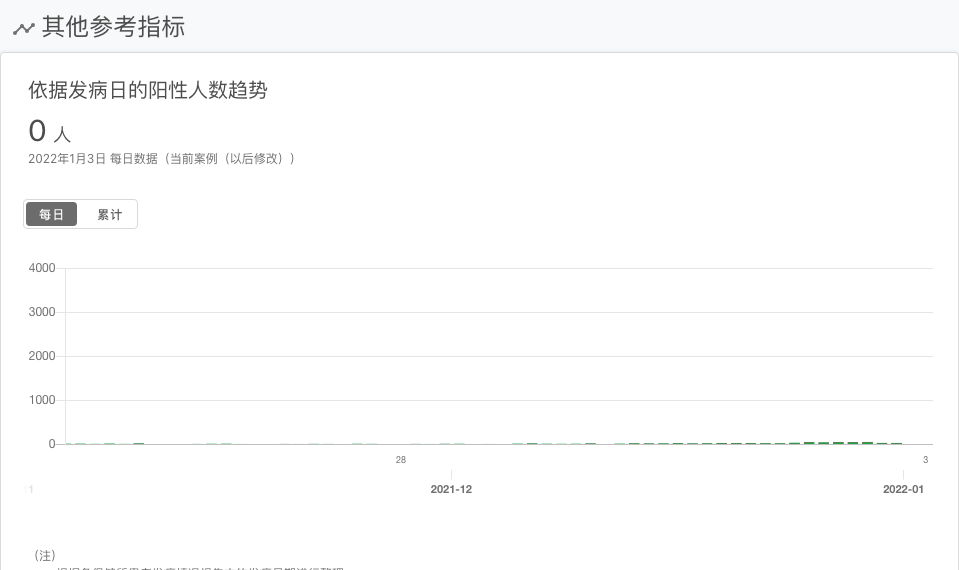 其他参考指标
依据发病日的阳性人数趋势
0 人
2022年1月3日 每日数据（当前案例（以后修改））
每日 累计
4000
3000
2000
1000
0
28 3
1 2021-12 2022-01
（注）